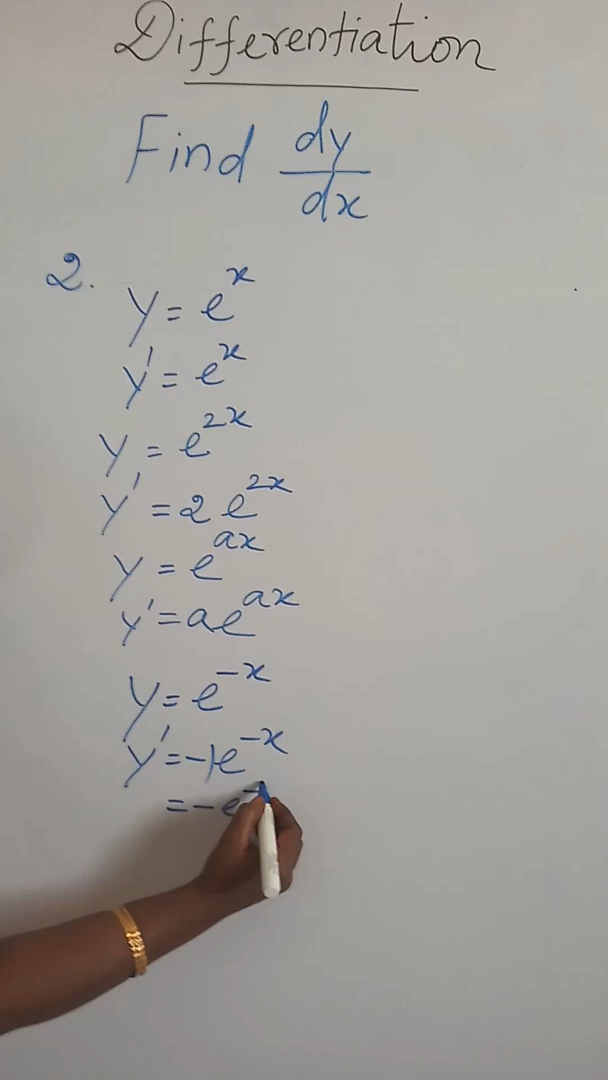 Differentiation
Find dy/dx
2. y = e^x
y' = e^x
y = e^2x
y' = 2e^2x
y = e^ax
y' = ae^ax
y = e^-x
y' = -1e^-x
= -e^-